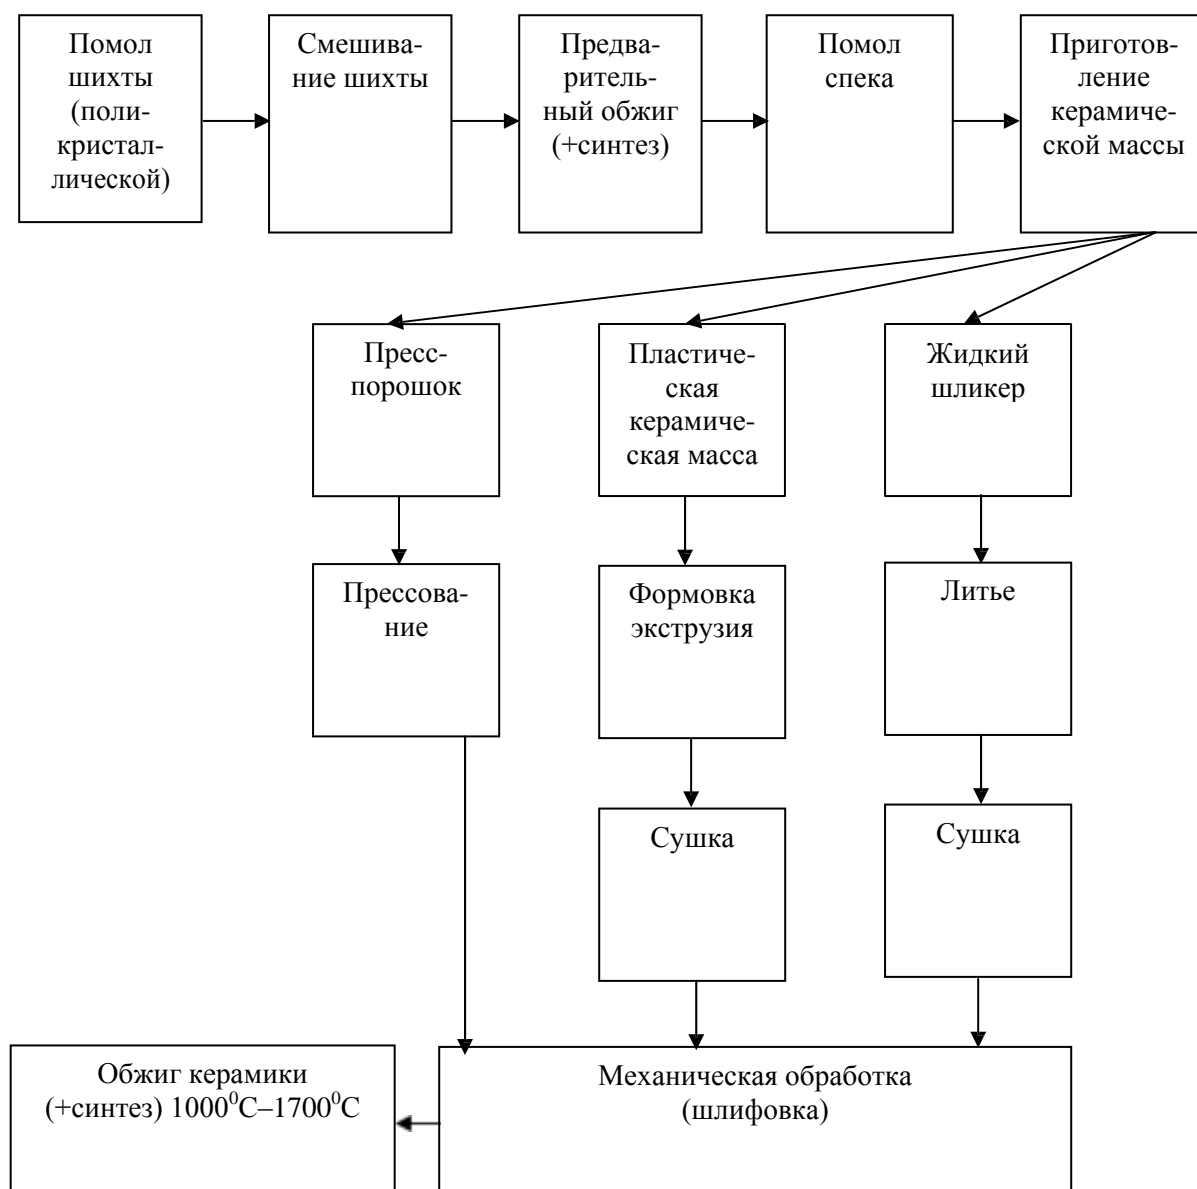 Помол
шихты
(поли-
кристал-
лической)
Смешива-
ние шихты
Предва-
ритель-
ный обжиг
(+синтез)
Помол
спека
Приготов-
ление
керамиче-
ской массы
Пресс-
порошок
Пластиче-
ская
керамиче-
ская масса
Жидкий
шликер
Прессова-
ние
Формовка
экструзия
Литье
Сушка
Сушка
Обжиг керамики
(+синтез) 1000⁰С–1700⁰С
Механическая обработка
(шлифовка)